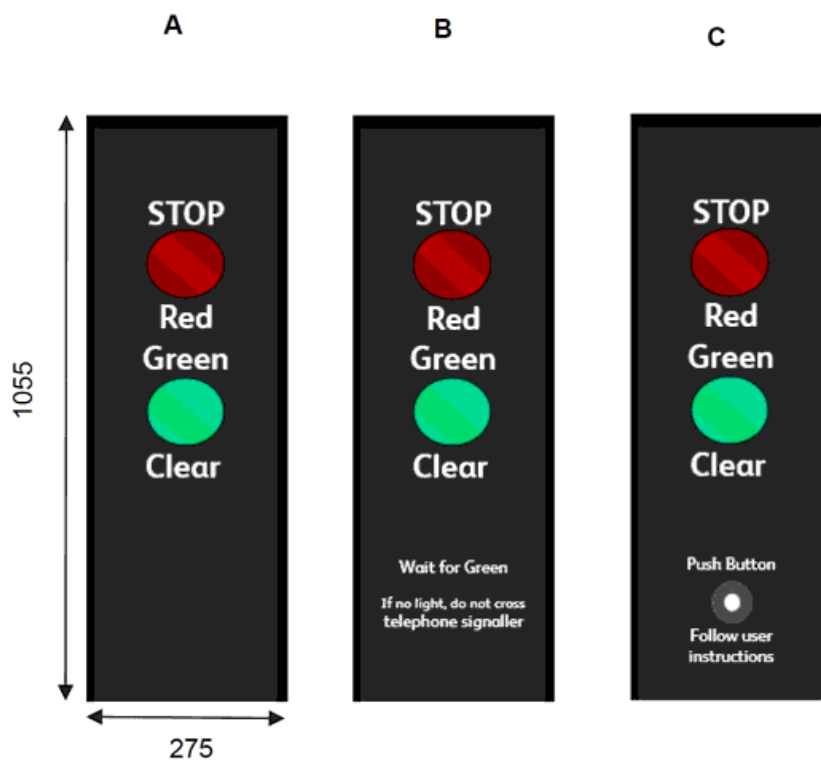 A
B
C
STOP
Red
Green
Clear
STOP
Red
Green
Clear
Wait for Green
If no light, do not cross
telephone signaller
STOP
Red
Green
Clear
Push Button
Follow user
instructions
1055
275